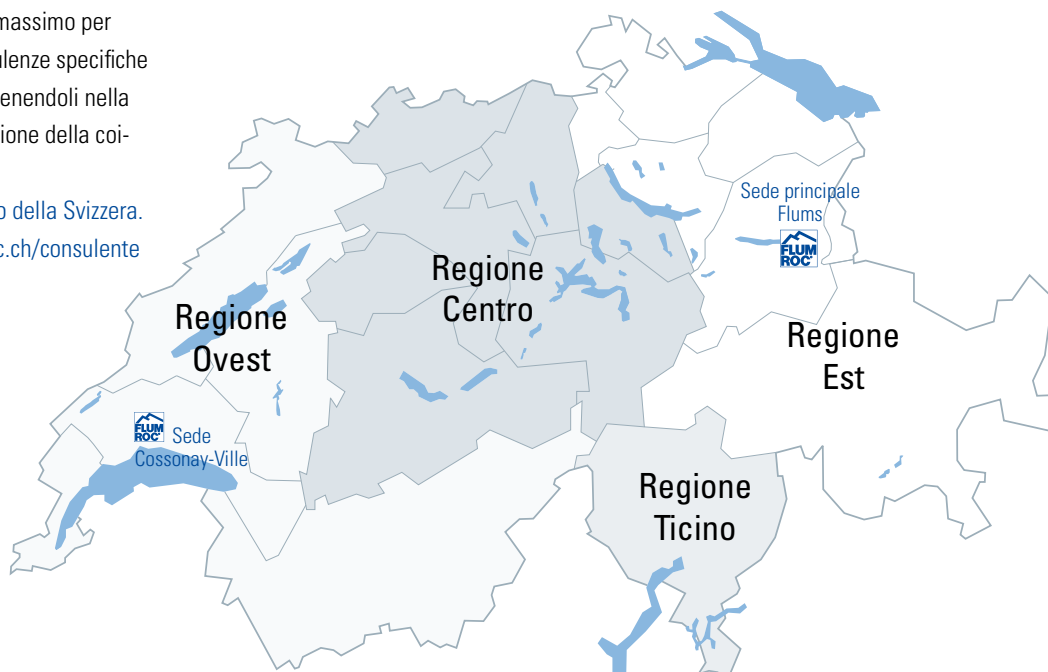 massimo per
ulenze specifiche
enendoli nella
ione della coi-
o della Svizzera.
c.ch/consulente
Sede principale
Flums
FLUM
ROC®
Regione
Centro
Regione
Ovest
Regione
Est
FLUM
ROC®
Sede
Cossonay-Ville
Regione
Ticino